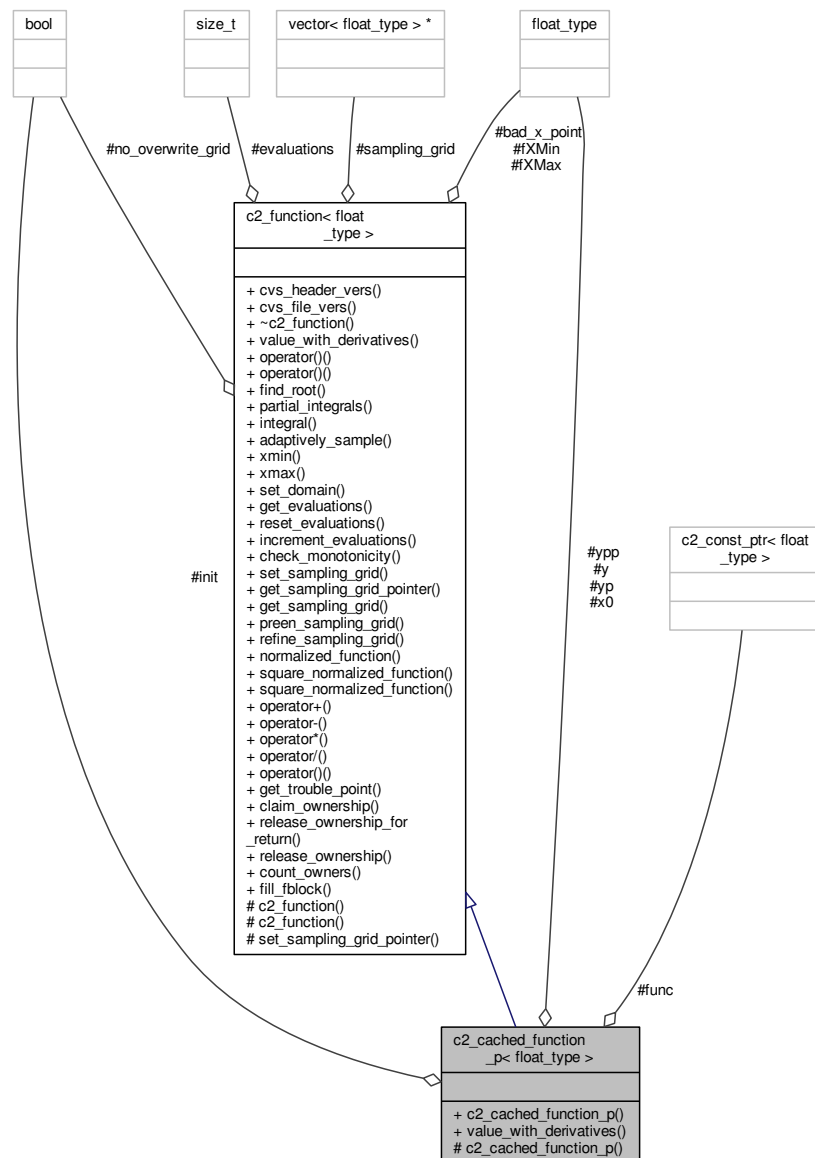 bool
size_t
vector< float_type > *
float_type
#no_overwrite_grid
#evaluations
#sampling_grid
#bad_x_point
#fXMin
#fXMax
c2_function< float
_type >
+ cvs_header_vers()
+ cvs_file_vers()
+ ~c2_function()
+ value_with_derivatives()
+ operator()()
+ operator()()
+ find_root()
+ partial_integrals()
+ integral()
+ adaptively_sample()
+ xmin()
+ xmax()
+ set_domain()
+ get_evaluations()
+ reset_evaluations()
+ increment_evaluations()
+ check_monotonicity()
+ set_sampling_grid()
+ get_sampling_grid_pointer()
+ get_sampling_grid()
+ preen_sampling_grid()
+ refine_sampling_grid()
+ normalized_function()
+ square_normalized_function()
+ square_normalized_function()
+ operator+()
+ operator-()
+ operator*()
+ operator/()
+ operator()()
+ get_trouble_point()
+ claim_ownership()
+ release_ownership_for
_return()
+ release_ownership()
+ count_owners()
+ fill_fblock()
# c2_function()
# c2_function()
# set_sampling_grid_pointer()
#init
#ypp
#y
#yp
#x0
c2_const_ptr< float
_type >
#func
c2_cached_function
_p< float_type >
+ c2_cached_function_p()
+ value_with_derivatives()
# c2_cached_function_p()